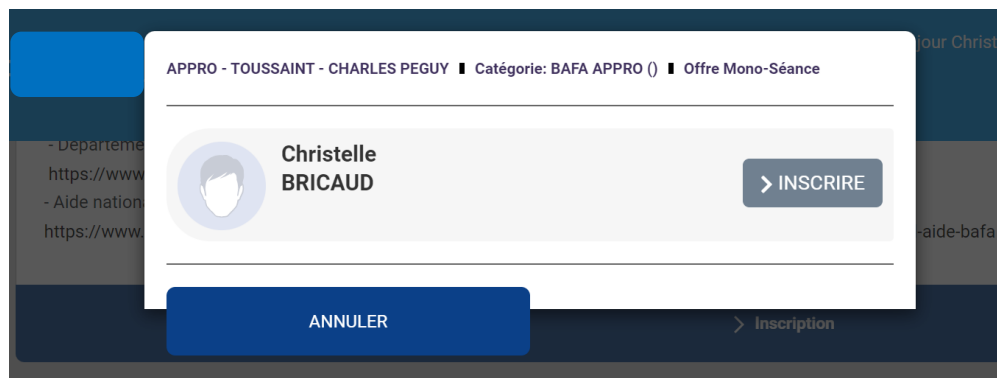 jour Christ
APPRO - TOUSSAINT - CHARLES PEGUY ▮ Catégorie: BAFA APPRO () ▮ Offre Mono-Séance
- Départeme
https://www
- Aide nation
https://www.
-aide-bafa
Christelle
BRICAUD
INSCRIRE
ANNULER
Inscription